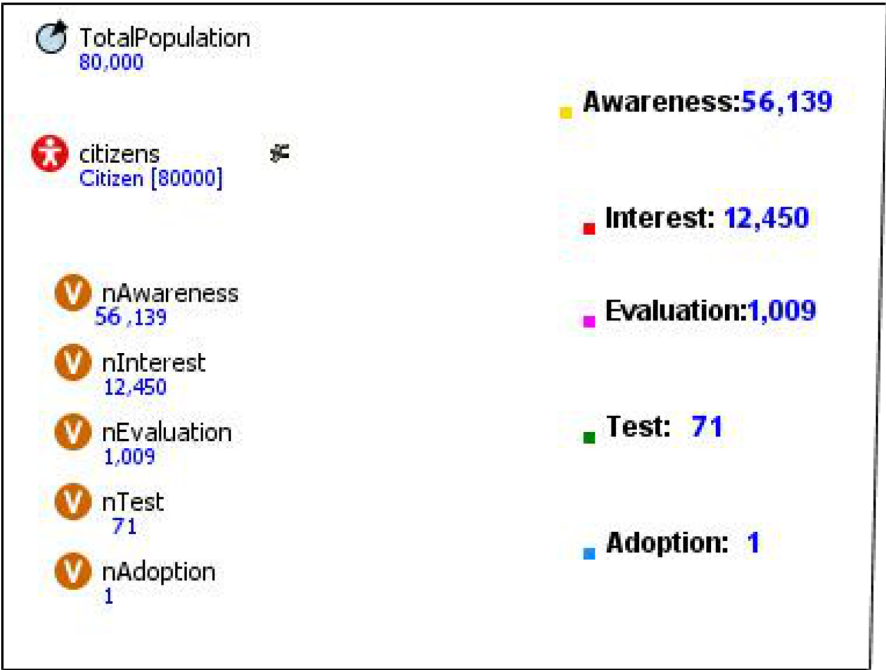 TotalPopulation
80,000
citizens
Citizen [80000]
V nAwareness
56 ,139
V nInterest
12,450
V nEvaluation
1,009
V nTest
71
V nAdoption
1
Awareness:56,139
Interest: 12,450
Evaluation:1,009
Test: 71
Adoption: 1